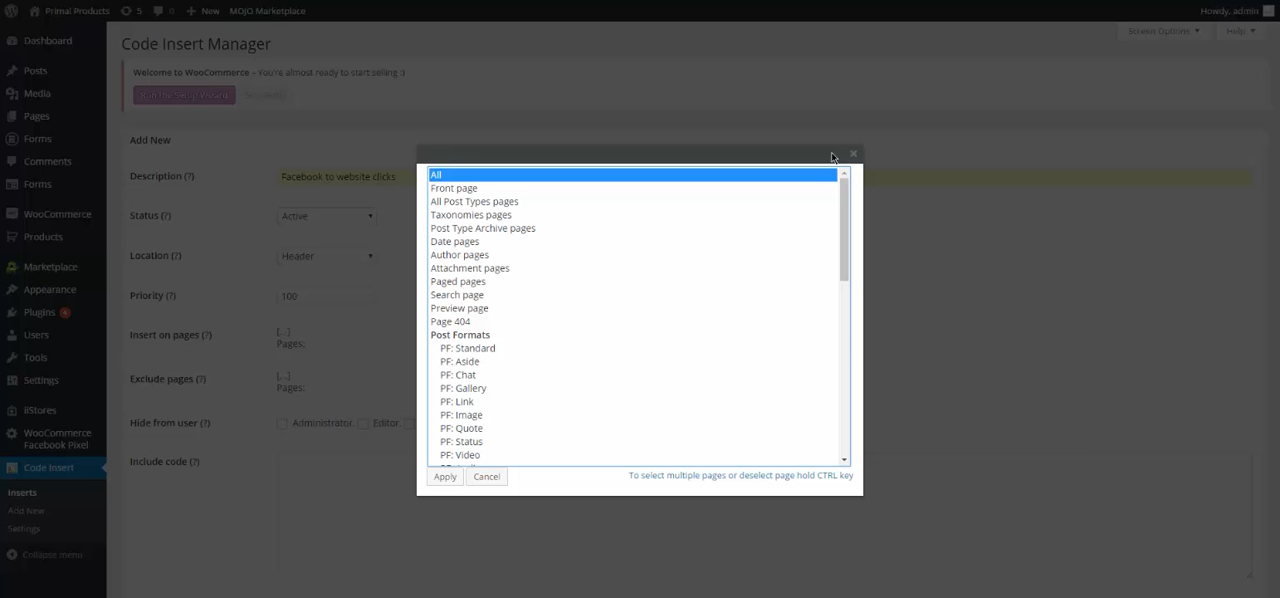 Primal Products 5 0 New MOJO Marketplace Howdy, admin
Dashboard
Posts
Media
Pages
Forms
Comments
Forms
WooCommerce
Products
Marketplace
Appearance
Plugins 4
Users
Tools
Settings
iiStores
WooCommerce
Facebook Pixel
Code Insert
Inserts
Add New
Settings
Collapse menu
Screen Options Help
Code Insert Manager
Welcome to WooCommerce – You're almost ready to start selling :)
Run the Setup Wizard
Add New
Description (?) Facebook to website clicks
Status (?) Active
Location (?) Header
Priority (?) 100
Insert on pages (?) [...]
Pages:
Exclude pages (?) [...]
Pages:
Hide from user (?) Administrator. Editor.
Include code (?)
All
Front page
All Post Types pages
Taxonomies pages
Post Type Archive pages
Date pages
Author pages
Attachment pages
Paged pages
Search page
Preview page
Page 404
Post Formats
PF: Standard
PF: Aside
PF: Chat
PF: Gallery
PF: Link
PF: Image
PF: Quote
PF: Status
PF: Video
Apply Cancel To select multiple pages or deselect page hold CTRL key